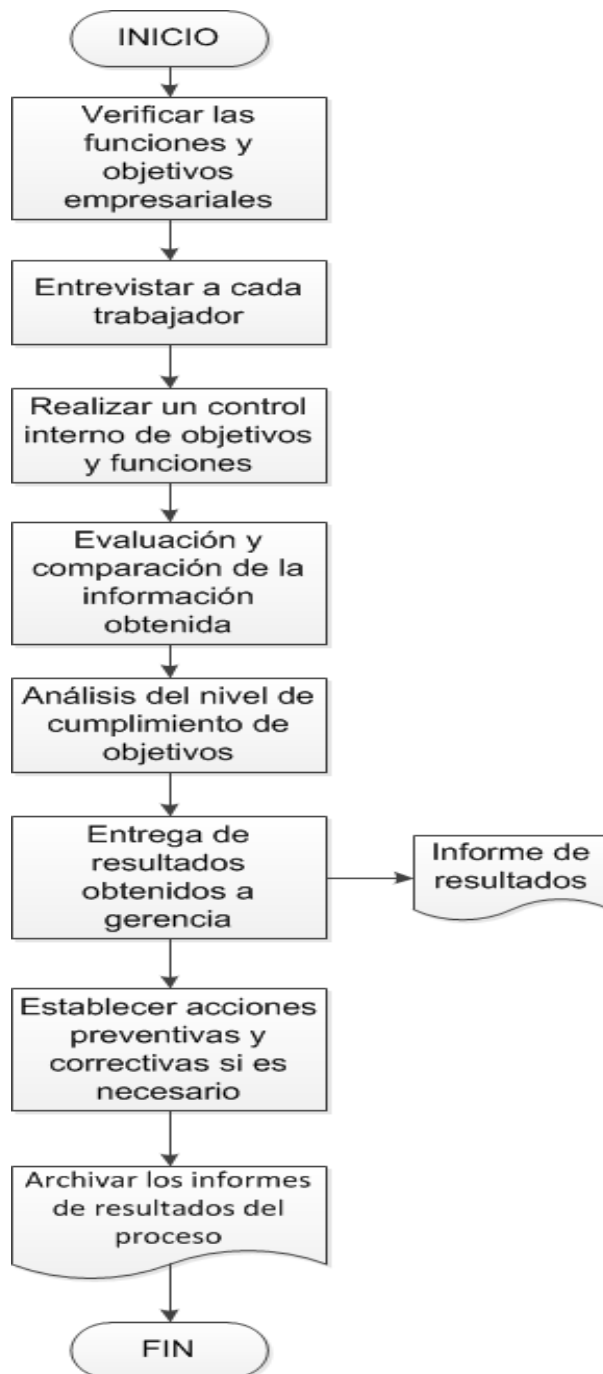 INICIO
Verificar las
funciones y
objetivos
empresariales
Entrevistar a cada
trabajador
Realizar un control
interno de objetivos
y funciones
Evaluación y
comparación de la
información
obtenida
Análisis del nivel de
cumplimiento de
objetivos
Entrega de
resultados
obtenidos a
gerencia
Informe de
resultados
Establecer acciones
preventivas y
correctivas si es
necesario
Archivar los informes
de resultados del
proceso
FIN